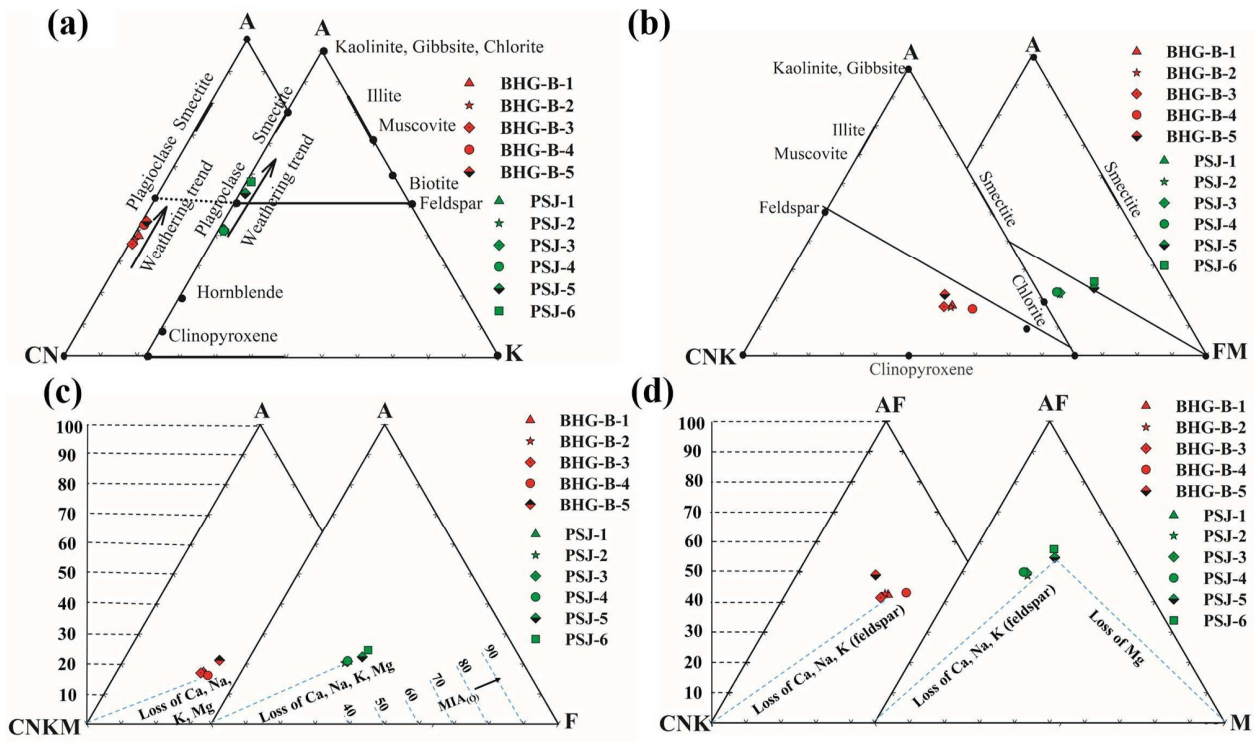 (a)
A
A
Kaolinite, Gibbsite, Chlorite
Smectite
Smectite
Illite
Muscovite
Plagioclase
Plagioclase
Biotite
Feldspar
Weathering trend
Weathering trend
Hornblende
Clinopyroxene
CN
K
BHG-B-1
BHG-B-2
BHG-B-3
BHG-B-4
BHG-B-5
PSJ-1
PSJ-2
PSJ-3
PSJ-4
PSJ-5
PSJ-6
(b)
A
A
Kaolinite, Gibbsite
Illite
Muscovite
Smectite
Smectite
Feldspar
Chlorite
CNK
FM
Clinopyroxene
BHG-B-1
BHG-B-2
BHG-B-3
BHG-B-4
BHG-B-5
PSJ-1
PSJ-2
PSJ-3
PSJ-4
PSJ-5
PSJ-6
(c)
A
A
100
90
80
70
60
50
40
30
20
10
Loss of Ca, Na,
K, Mg
Loss of Ca, Na, K, Mg
40
50
60
70
80
90
MIA(O)
CNKM
F
BHG-B-1
BHG-B-2
BHG-B-3
BHG-B-4
BHG-B-5
PSJ-1
PSJ-2
PSJ-3
PSJ-4
PSJ-5
PSJ-6
(d)
AF
AF
100
90
80
70
60
50
40
30
20
10
Loss of Ca, Na, K (feldspar)
Loss of Ca, Na, K (feldspar)
Loss of Mg
CNK
M
BHG-B-1
BHG-B-2
BHG-B-3
BHG-B-4
BHG-B-5
PSJ-1
PSJ-2
PSJ-3
PSJ-4
PSJ-5
PSJ-6